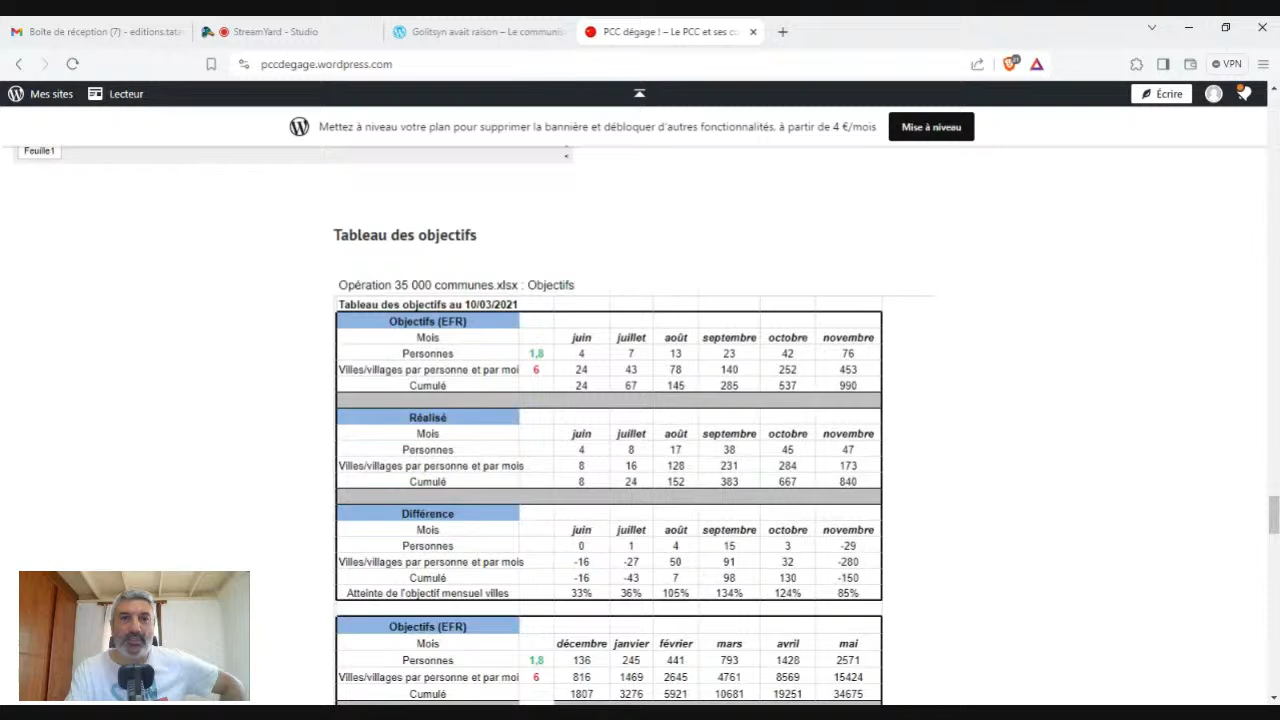 Boîte de réception (7) - editions.tata
StreamYard - Studio
Golitsyn avait raison – Le communis
PCC dégage ! – Le PCC et ses c
pccdegage.wordpress.com
VPN
Mes sites Lecteur Écrire
Mettez à niveau votre plan pour supprimer la bannière et débloquer d'autres fonctionnalités, à partir de 4 €/mois Mise à niveau
Feuille1
Tableau des objectifs
Opération 35 000 communes.xlsx : Objectifs
Tableau des objectifs au 10/03/2021
Objectifs (EFR)
Mois juin juillet août septembre octobre novembre
Personnes 1,8 4 7 13 23 42 76
Villes/villages par personne et par moi 6 24 43 78 140 252 453
Cumulé 24 67 145 285 537 990
Réalisé
Mois juin juillet août septembre octobre novembre
Personnes 4 8 17 38 45 47
Villes/villages par personne et par mois 8 16 128 231 284 173
Cumulé 8 24 152 383 667 840
Différence
Mois juin juillet août septembre octobre novembre
Personnes 0 1 4 15 3 -29
Villes/villages par personne et par mois -16 -27 50 91 32 -280
Cumulé -16 -43 7 98 130 -150
Atteinte de l'objectif mensuel villes 33% 36% 105% 134% 124% 85%
Objectifs (EFR)
Mois décembre janvier février mars avril mai
Personnes 1,8 136 245 441 793 1428 2571
Villes/villages par personne et par moi 6 816 1469 2645 4761 8569 15424
Cumulé 1807 3276 5921 10681 19251 34675